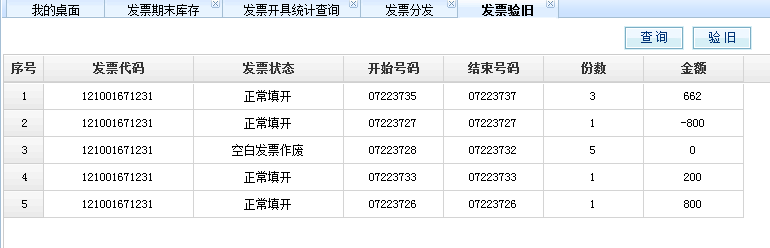 我的桌面 发票期末库存 发票开具统计查询 发票分发 发票验旧
查 询 验 旧
序号 发票代码 发票状态 开始号码 结束号码 份数 金额
1 121001671231 正常填开 07223735 07223737 3 662
2 121001671231 正常填开 07223727 07223727 1 -800
3 121001671231 空白发票作废 07223728 07223732 5 0
4 121001671231 正常填开 07223733 07223733 1 200
5 121001671231 正常填开 07223726 07223726 1 800